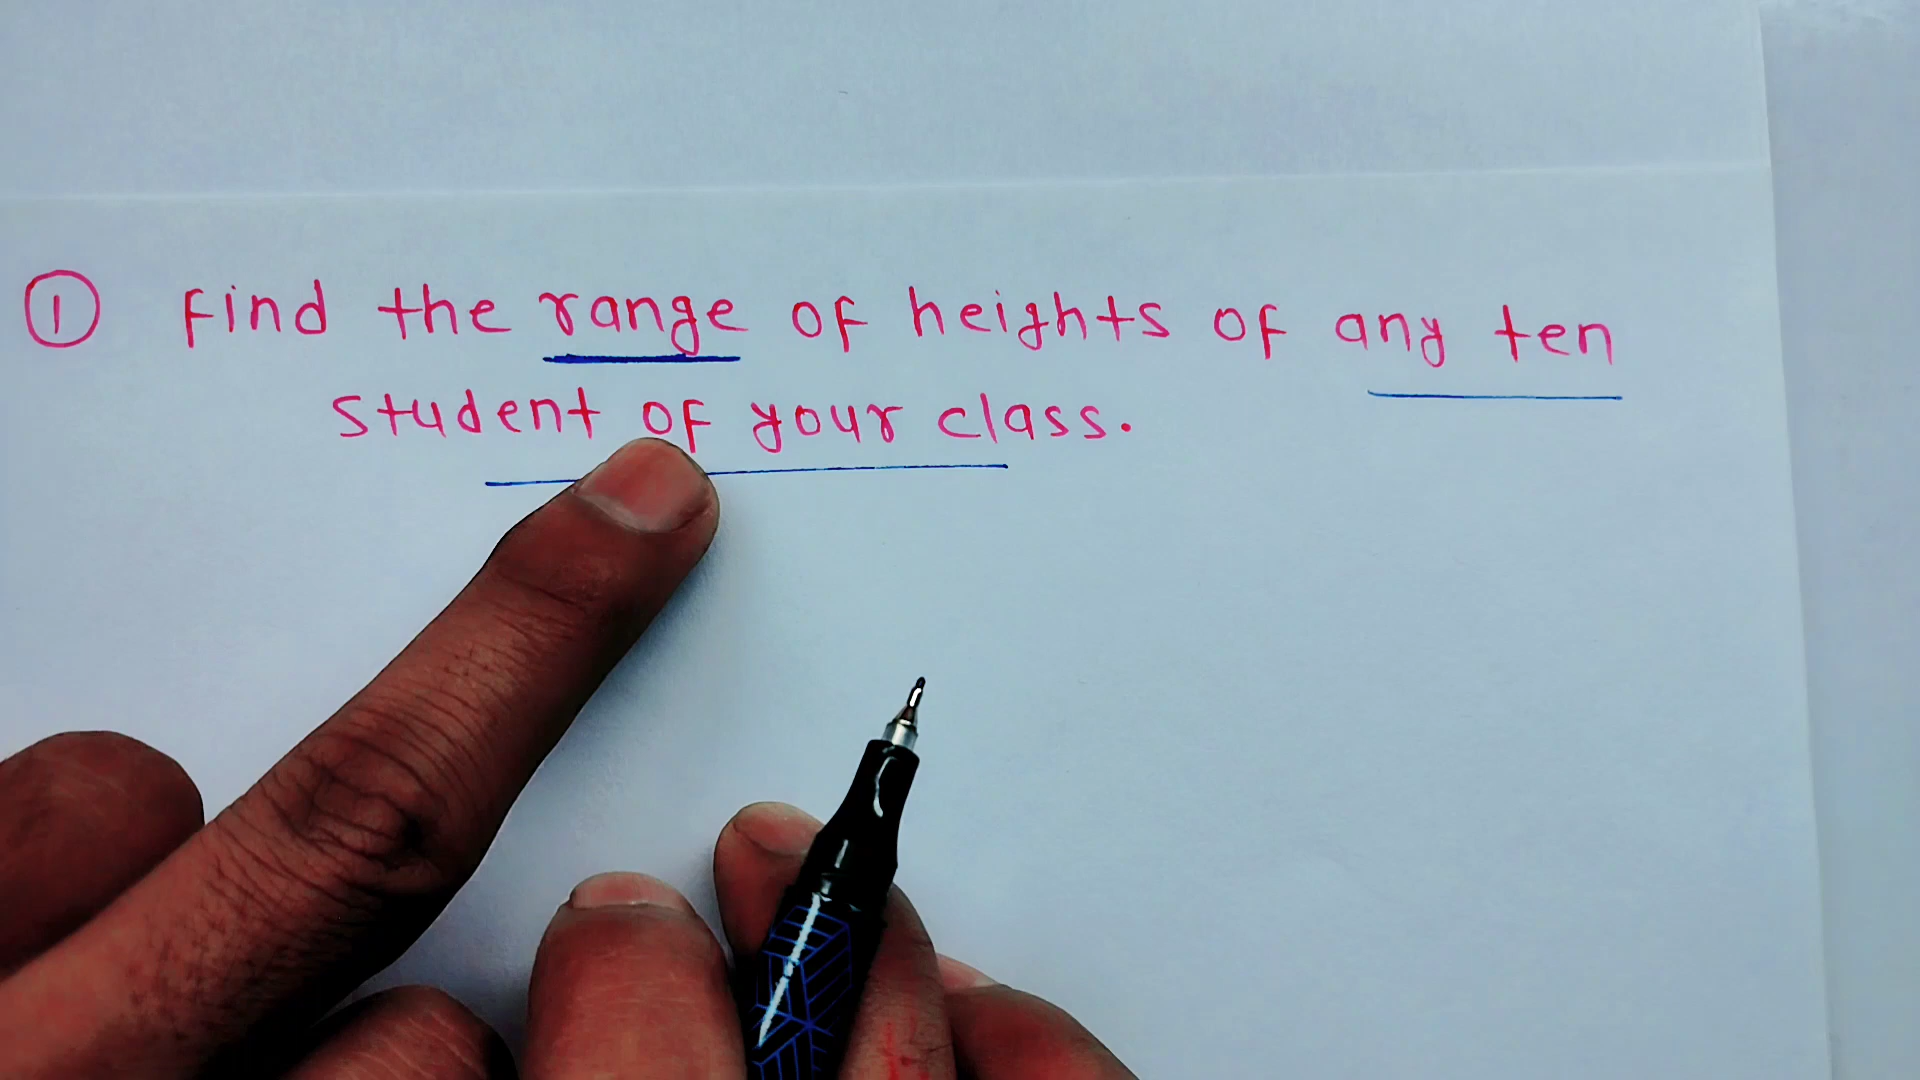 ① Find the range of heights of any ten
student of your class.